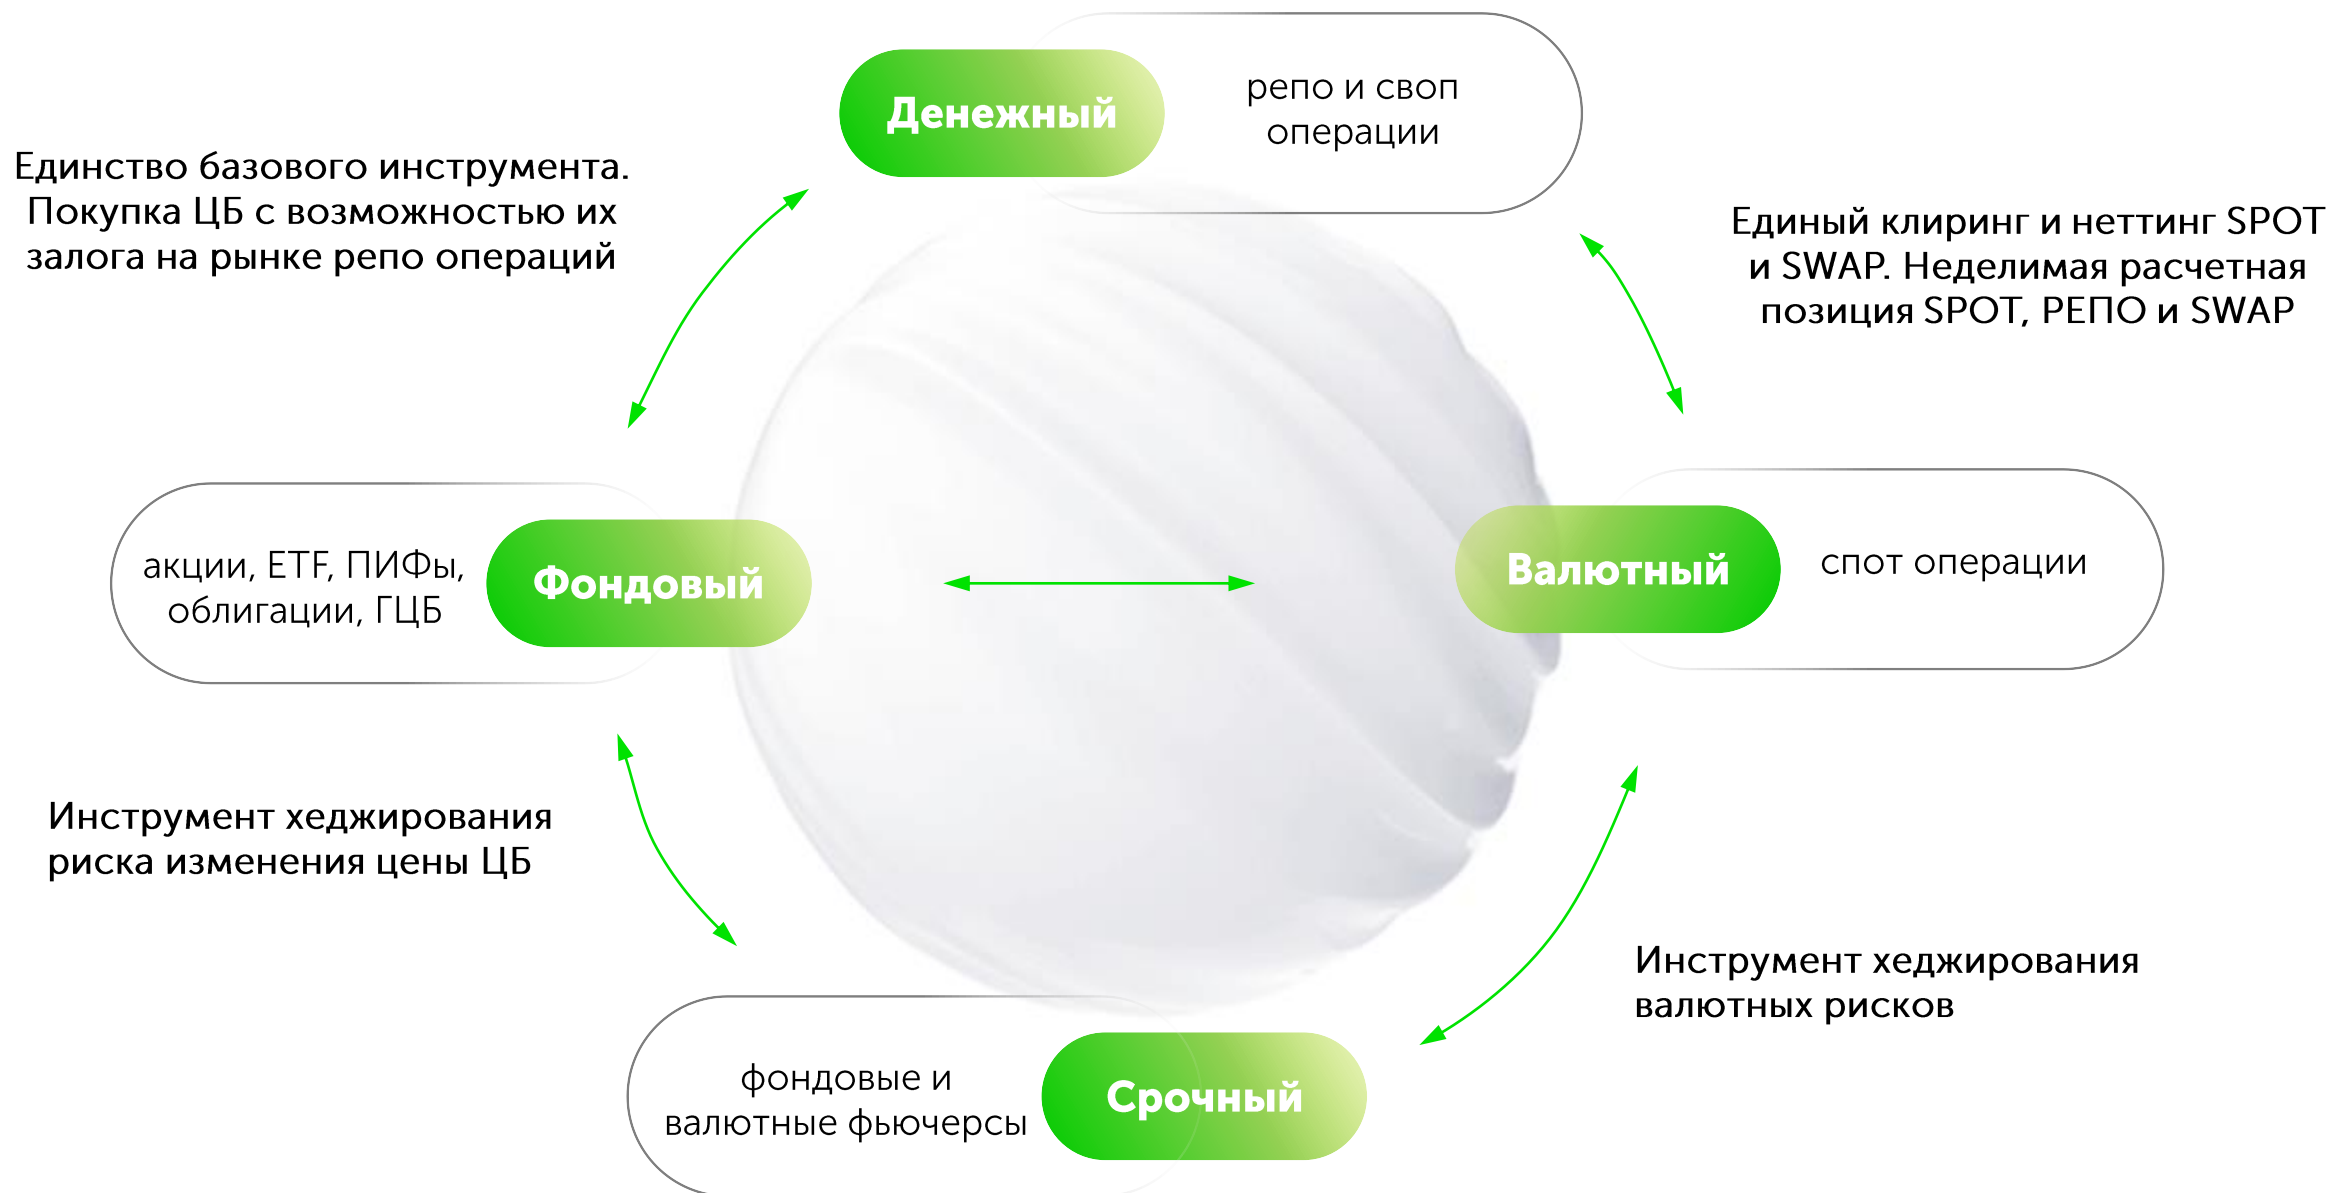 Денежный
репо и своп
операции
Единство базового инструмента.
Покупка ЦБ с возможностью их
залога на рынке репо операций
Единый клиринг и неттинг SPOT
и SWAP. Неделимая расчетная
позиция SPOT, РЕПО и SWAP
акции, ETF, ПИФы,
облигации, ГЦБ
Фондовый
Валютный
спот операции
Инструмент хеджирования
риска изменения цены ЦБ
Инструмент хеджирования
валютных рисков
фондовые и
валютные фьючерсы
Срочный